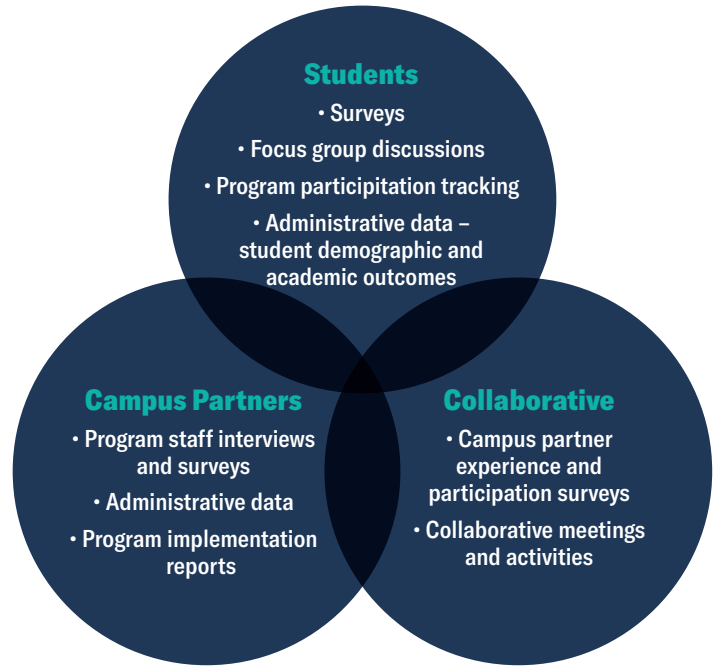 Students
• Surveys
• Focus group discussions
• Program participitation tracking
• Administrative data –
student demographic and
academic outcomes
Campus Partners
• Program staff interviews
and surveys
• Administrative data
• Program implementation
reports
Collaborative
• Campus partner
experience and
participation surveys
• Collaborative meetings
and activities